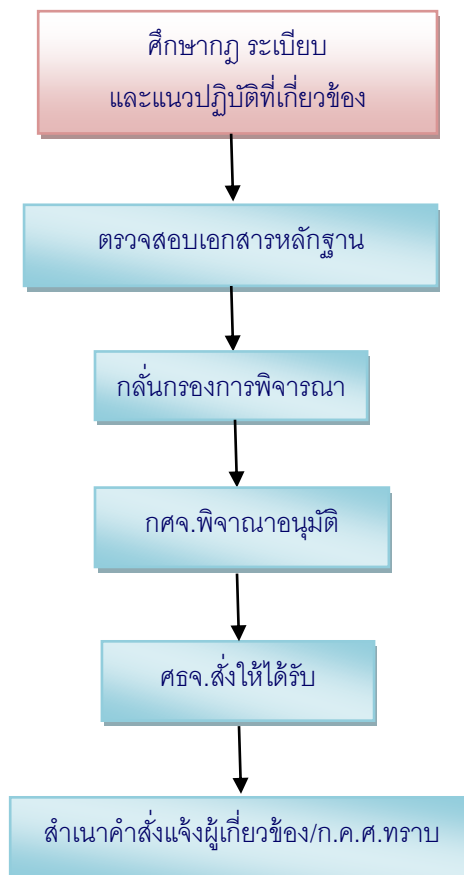 ศึกษากฎ ระเบียบ
และแนวปฏิบัติที่เกี่ยวข้อง
ตรวจสอบเอกสารหลักฐาน
กลั่นกรองการพิจารณา
กศจ.พิจาณาอนุมัติ
ศธจ.สั่งให้ได้รับ
สำเนาคำสั่งแจ้งผู้เกี่ยวข้อง/ก.ค.ศ.ทราบ